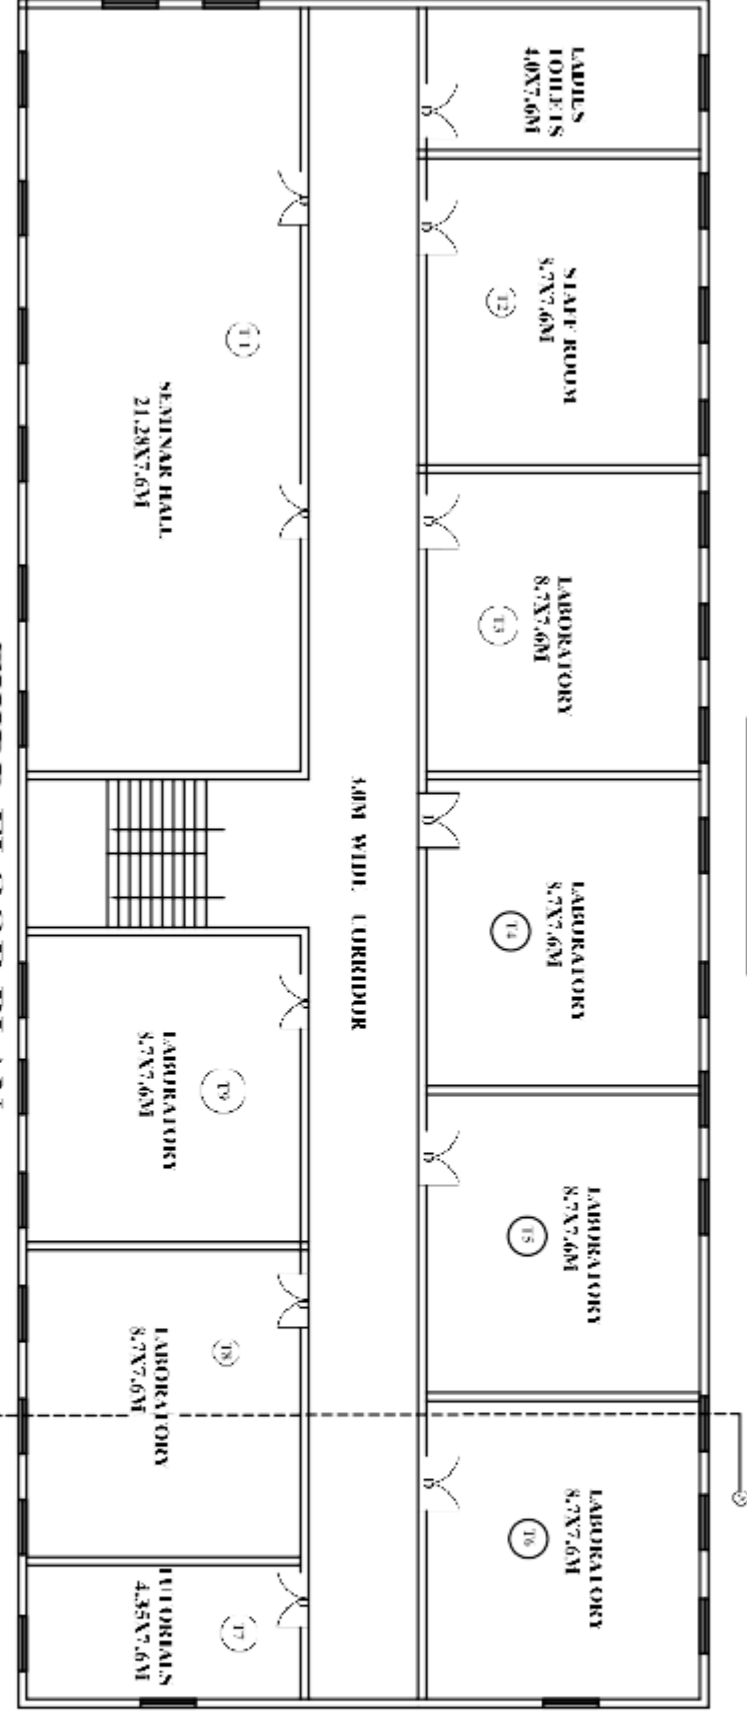 LADIES
TOILETS
4.0X7.6M
STAFF ROOM
8.7X7.6M
T2
T1
SEMINAR HALL
21.28X7.6M
LABORATORY
8.7X7.6M
T3
3.0M WIDE CORRIDOR
LABORATORY
8.7X7.6M
T4
LABORATORY
8.7X7.6M
T9
LABORATORY
8.7X7.6M
T5
LABORATORY
8.7X7.6M
T8
LABORATORY
8.7X7.6M
T6
TUTORIALS
4.35X7.6M
T7